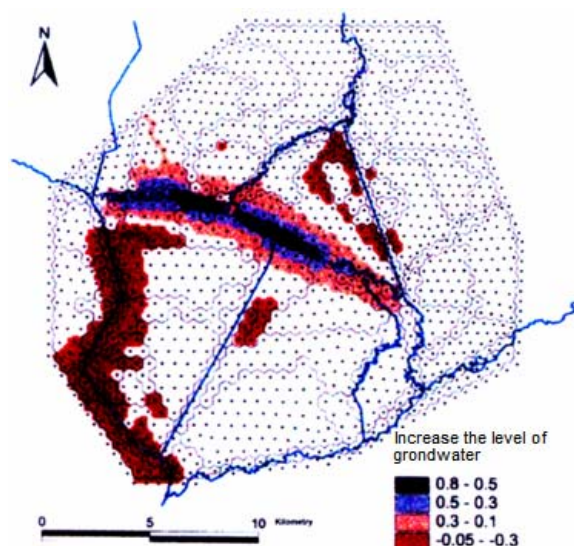 N
Increase the level of
grondwater
0.8 - 0.5
0.5 - 0.3
0.3 - 0.1
-0.05 - -0.3
0 5 10 Kilometry